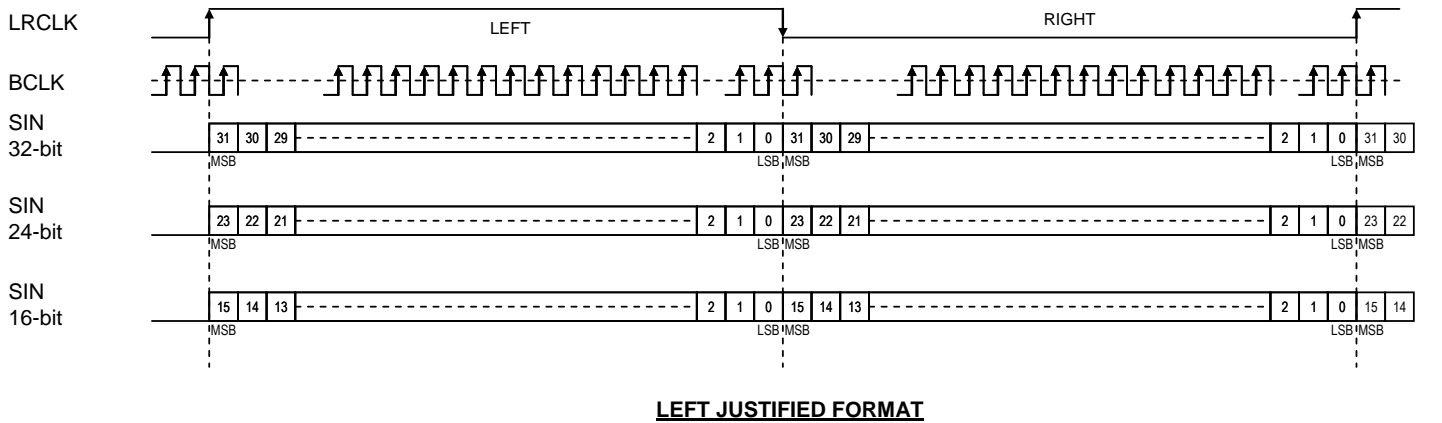 LRCLK
LEFT
RIGHT
BCLK
SIN
32-bit
31 30 29 2 1 0 31 30 29 2 1 0 31 30
MSB LSB MSB LSB MSB
SIN
24-bit
23 22 21 2 1 0 23 22 21 2 1 0 23 22
MSB LSB MSB LSB MSB
SIN
16-bit
15 14 13 2 1 0 15 14 13 2 1 0 15 14
MSB LSB MSB LSB MSB
LEFT JUSTIFIED FORMAT